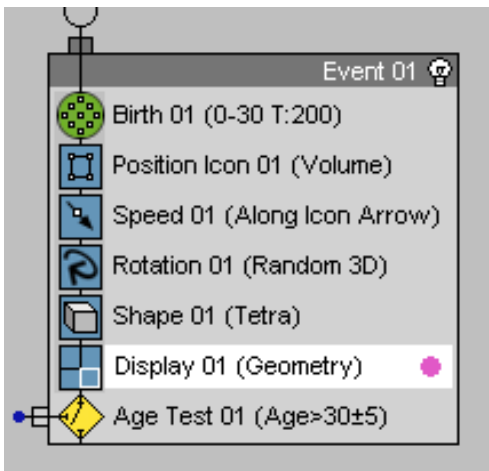 Event 01
Birth 01 (0-30 T:200)
Position Icon 01 (Volume)
Speed 01 (Along Icon Arrow)
Rotation 01 (Random 3D)
Shape 01 (Tetra)
Display 01 (Geometry)
Age Test 01 (Age>30±5)